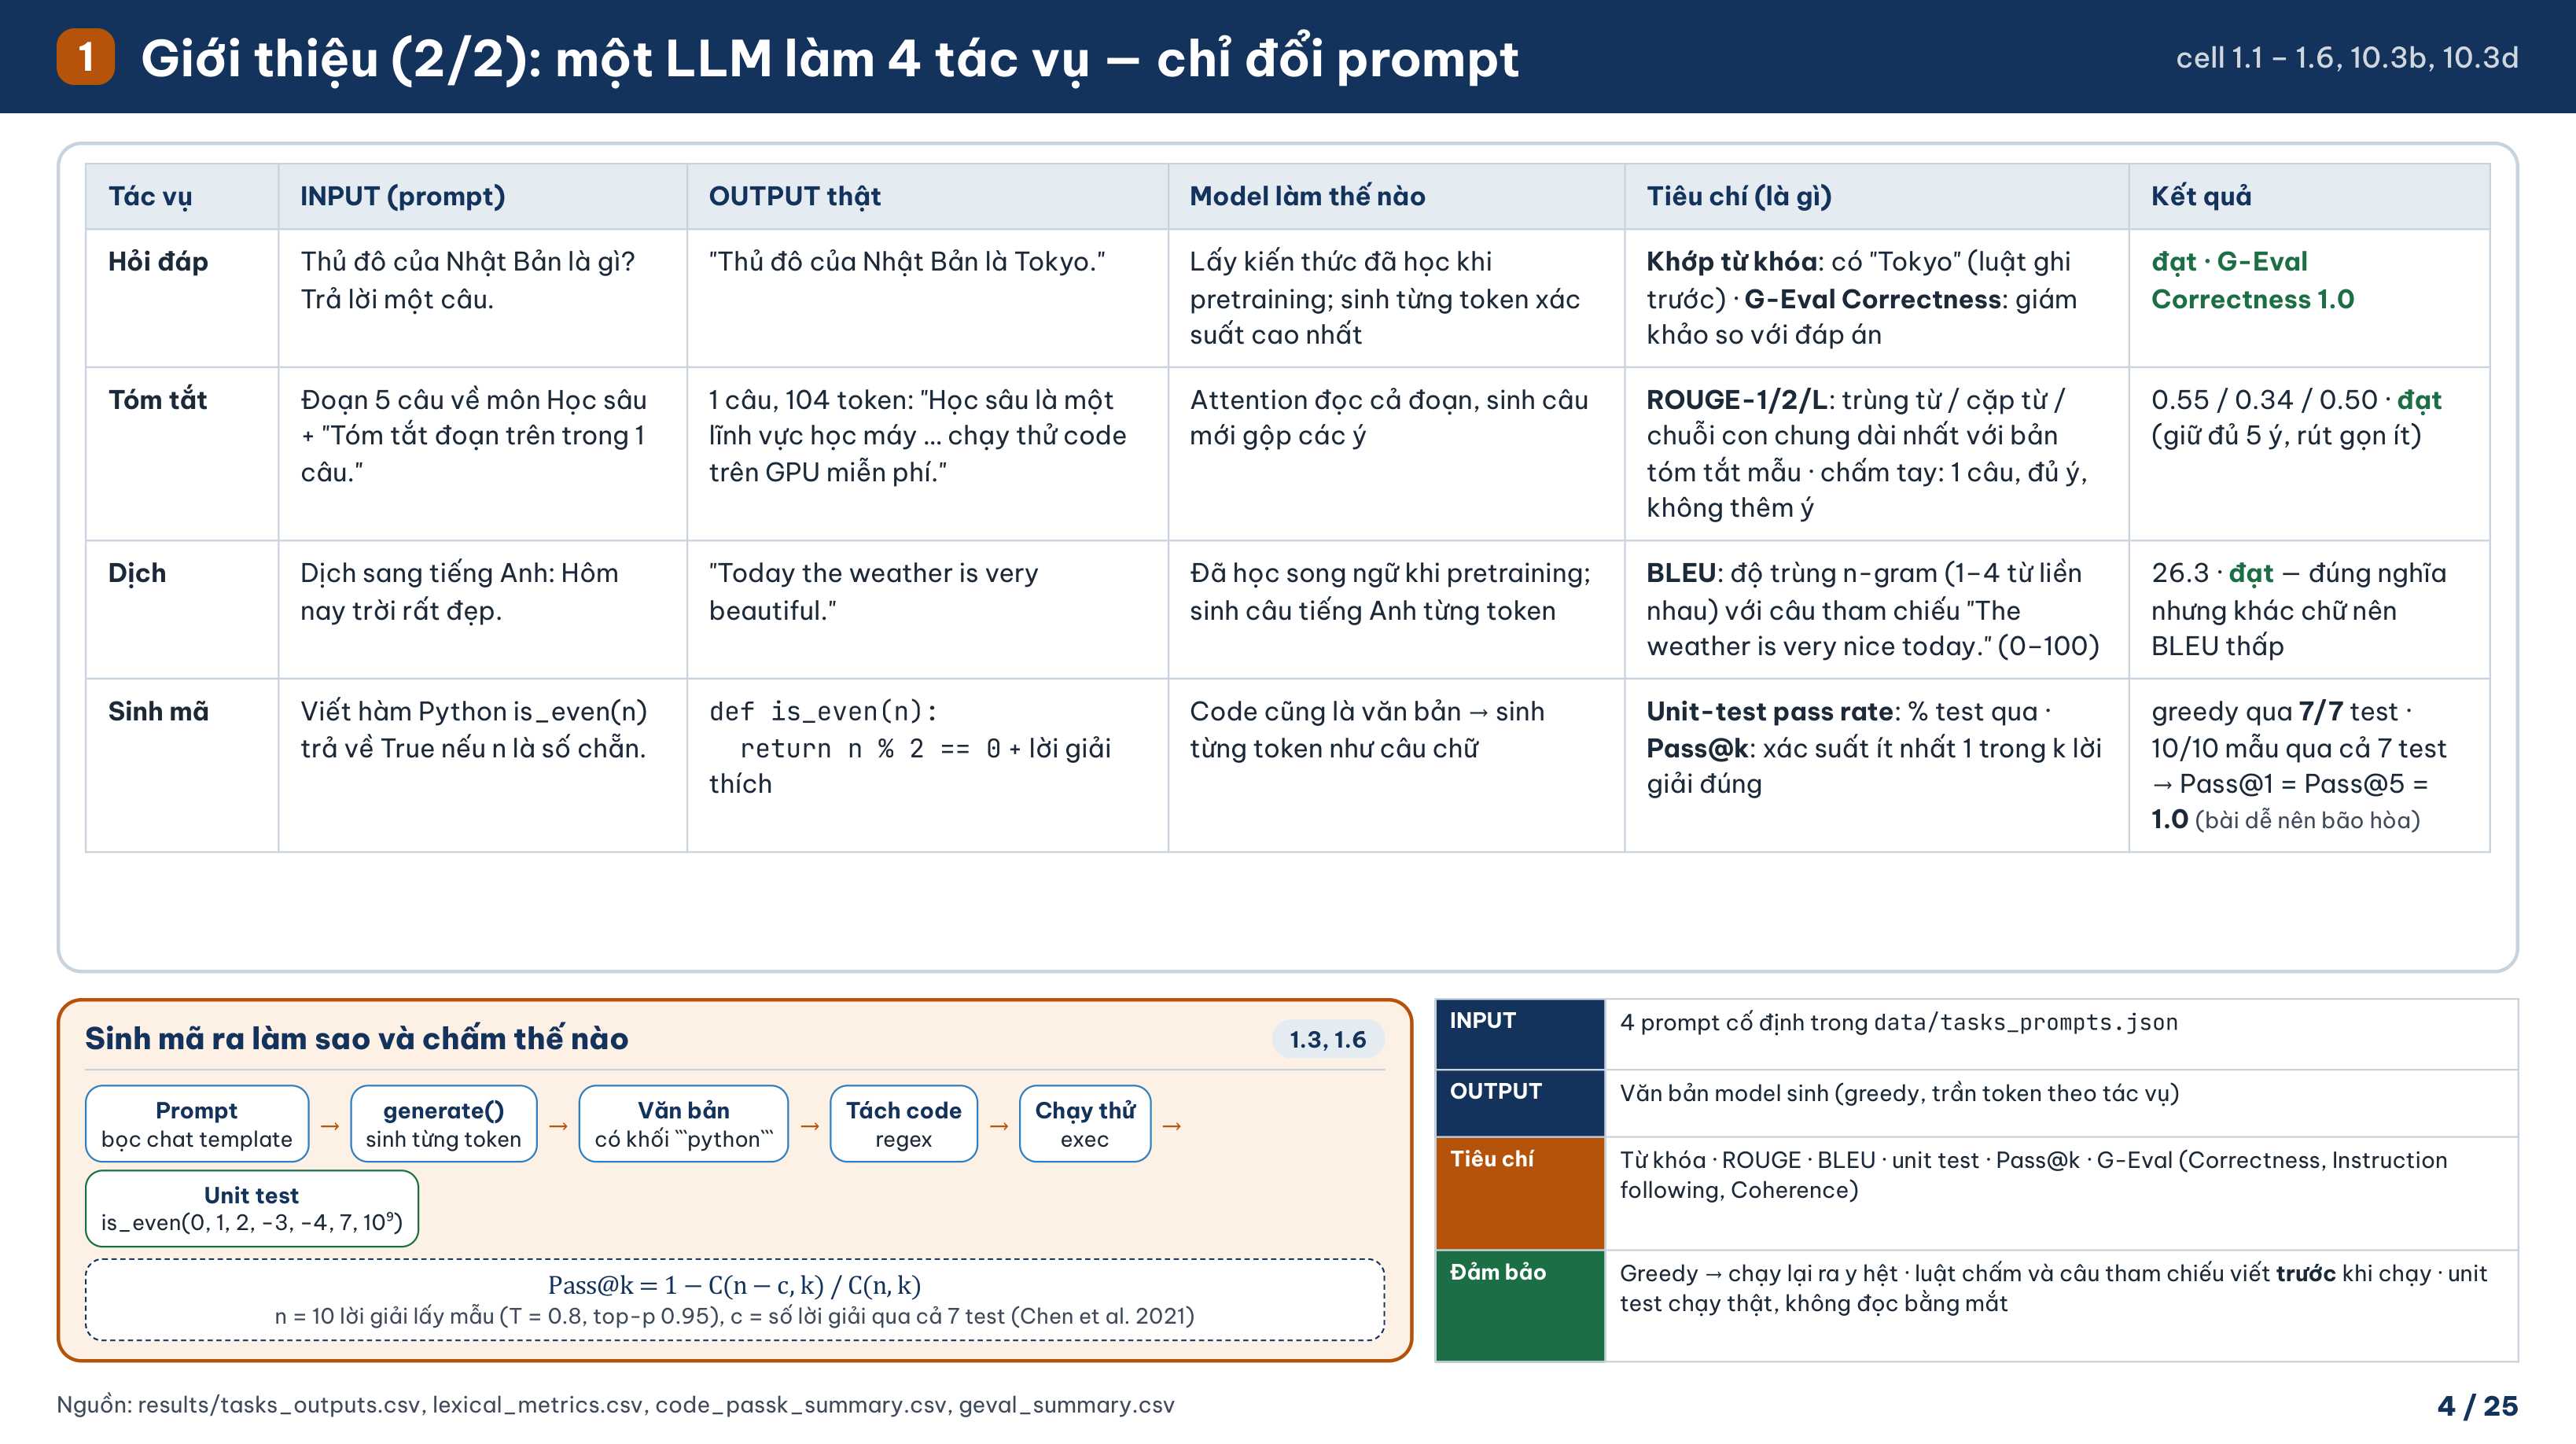 1
Giới thiệu (2/2): một LLM làm 4 tác vụ — chỉ đổi prompt
cell 1.1 – 1.6, 10.3b, 10.3d
Tác vụ
INPUT (prompt)
OUTPUT thật
Model làm thế nào
Tiêu chí (là gì)
Kết quả
Hỏi đáp
Thủ đô của Nhật Bản là gì?
Trả lời một câu.
"Thủ đô của Nhật Bản là Tokyo."
Lấy kiến thức đã học khi
pretraining; sinh từng token xác
suất cao nhất
Khớp từ khóa: có "Tokyo" (luật ghi
trước) · G-Eval Correctness: giám
khảo so với đáp án
đạt · G-Eval
Correctness 1.0
Tóm tắt
Đoạn 5 câu về môn Học sâu
+ "Tóm tắt đoạn trên trong 1
câu."
1 câu, 104 token: "Học sâu là một
lĩnh vực học máy … chạy thử code
trên GPU miễn phí."
Attention đọc cả đoạn, sinh câu
mới gộp các ý
ROUGE-1/2/L: trùng từ / cặp từ /
chuỗi con chung dài nhất với bản
tóm tắt mẫu · chấm tay: 1 câu, đủ ý,
không thêm ý
0.55 / 0.34 / 0.50 · đạt
(giữ đủ 5 ý, rút gọn ít)
Dịch
Dịch sang tiếng Anh: Hôm
nay trời rất đẹp.
"Today the weather is very
beautiful."
Đã học song ngữ khi pretraining;
sinh câu tiếng Anh từng token
BLEU: độ trùng n-gram (1–4 từ liền
nhau) với câu tham chiếu "The
weather is very nice today." (0–100)
26.3 · đạt — đúng nghĩa
nhưng khác chữ nên
BLEU thấp
Sinh mã
Viết hàm Python is_even(n)
trả về True nếu n là số chẵn.
def is_even(n):
return n % 2 == 0 + lời giải
thích
Code cũng là văn bản → sinh
từng token như câu chữ
Unit-test pass rate: % test qua ·
Pass@k: xác suất ít nhất 1 trong k lời
giải đúng
greedy qua 7/7 test ·
10/10 mẫu qua cả 7 test
→ Pass@1 = Pass@5 =
1.0 (bài dễ nên bão hòa)
Sinh mã ra làm sao và chấm thế nào
1.3, 1.6
Prompt
bọc chat template
→
generate()
sinh từng token
→
Văn bản
có khối ```python```
→
Tách code
regex
→
Chạy thử
exec
→
Unit test
is_even(0, 1, 2, −3, −4, 7, 10⁹)
Pass@k = 1 − C(n − c, k) / C(n, k)
n = 10 lời giải lấy mẫu (T = 0.8, top-p 0.95), c = số lời giải qua cả 7 test (Chen et al. 2021)
INPUT
4 prompt cố định trong data/tasks_prompts.json
OUTPUT
Văn bản model sinh (greedy, trần token theo tác vụ)
Tiêu chí
Từ khóa · ROUGE · BLEU · unit test · Pass@k · G-Eval (Correctness, Instruction
following, Coherence)
Đảm bảo
Greedy → chạy lại ra y hệt · luật chấm và câu tham chiếu viết trước khi chạy · unit
test chạy thật, không đọc bằng mắt
Nguồn: results/tasks_outputs.csv, lexical_metrics.csv, code_passk_summary.csv, geval_summary.csv
4 / 25